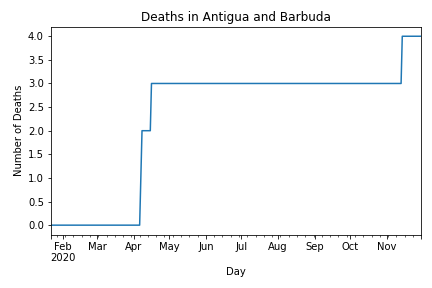 Deaths in Antigua and Barbuda
4.0
3.5
3.0
2.5
2.0
1.5
1.0
0.5
0.0
Number of Deaths
Feb Mar Apr May Jun Jul Aug Sep Oct Nov
2020
Day